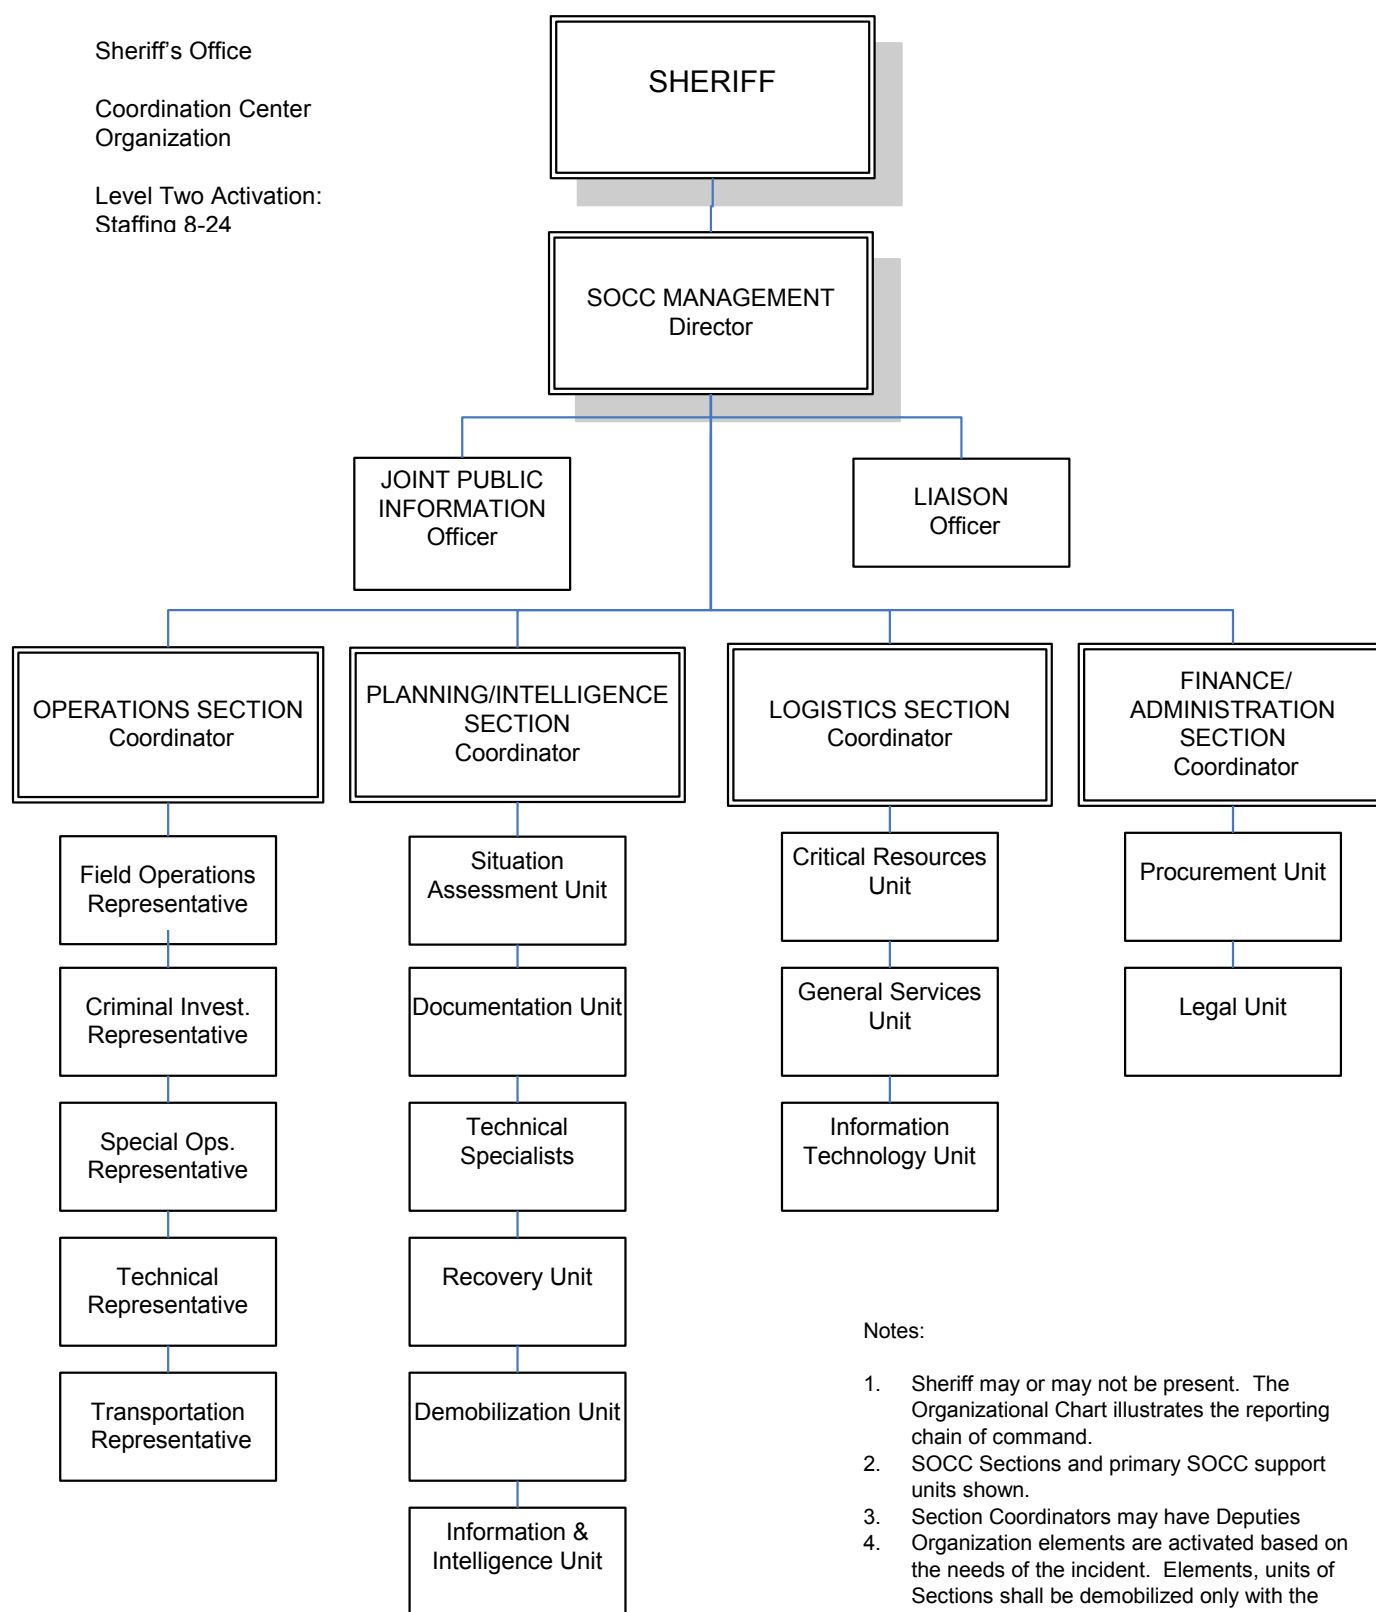 Sheriff's Office
Coordination Center
Organization
Level Two Activation:
Staffing 8-24
SHERIFF
SOCC MANAGEMENT
Director
JOINT PUBLIC
INFORMATION
Officer
LIAISON
Officer
OPERATIONS SECTION
Coordinator
PLANNING/INTELLIGENCE
SECTION
Coordinator
LOGISTICS SECTION
Coordinator
FINANCE/
ADMINISTRATION
SECTION
Coordinator
Field Operations
Representative
Criminal Invest.
Representative
Special Ops.
Representative
Technical
Representative
Transportation
Representative
Situation
Assessment Unit
Documentation Unit
Technical
Specialists
Recovery Unit
Demobilization Unit
Information &
Intelligence Unit
Critical Resources
Unit
General Services
Unit
Information
Technology Unit
Procurement Unit
Legal Unit
Notes:
1. Sheriff may or may not be present. The
Organizational Chart illustrates the reporting
chain of command.
2. SOCC Sections and primary SOCC support
units shown.
3. Section Coordinators may have Deputies
4. Organization elements are activated based on
the needs of the incident. Elements, units of
Sections shall be demobilized only with the